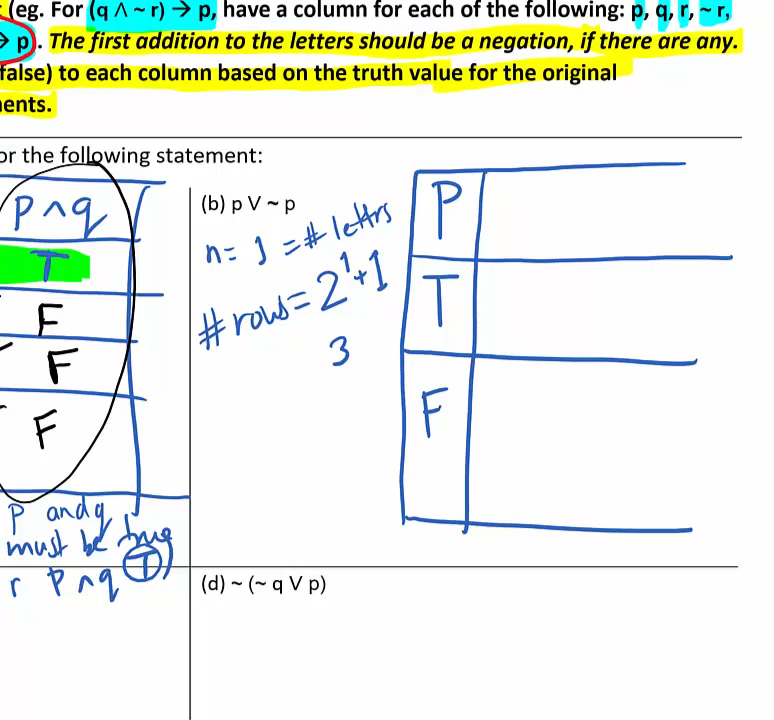 (eg. For (q ∧ ~ r) → p, have a column for each of the following: p, q, r, ~ r,
→ p). The first addition to the letters should be a negation, if there are any.
false) to each column based on the truth value for the original
ents.
or the following statement:
p ∧ q
T
F
F
F
P and q
must be true
r P ∧ q (T)
(b) p V ~ p
n = 1 = # lettrs
# rows = 2¹ + 1
3
P
T
F
(d) ~ (~ q V p)